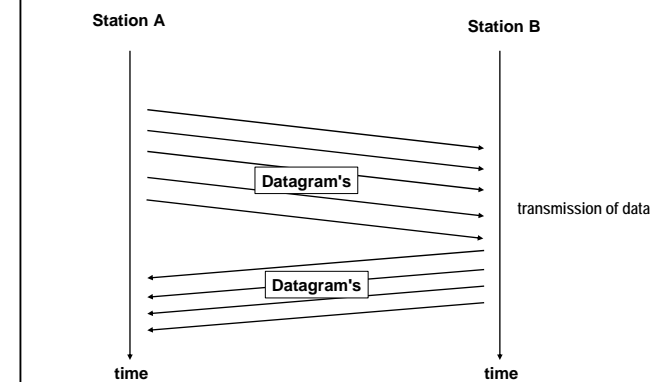 Station A
Station B
Datagram's
transmission of data
Datagram's
time
time